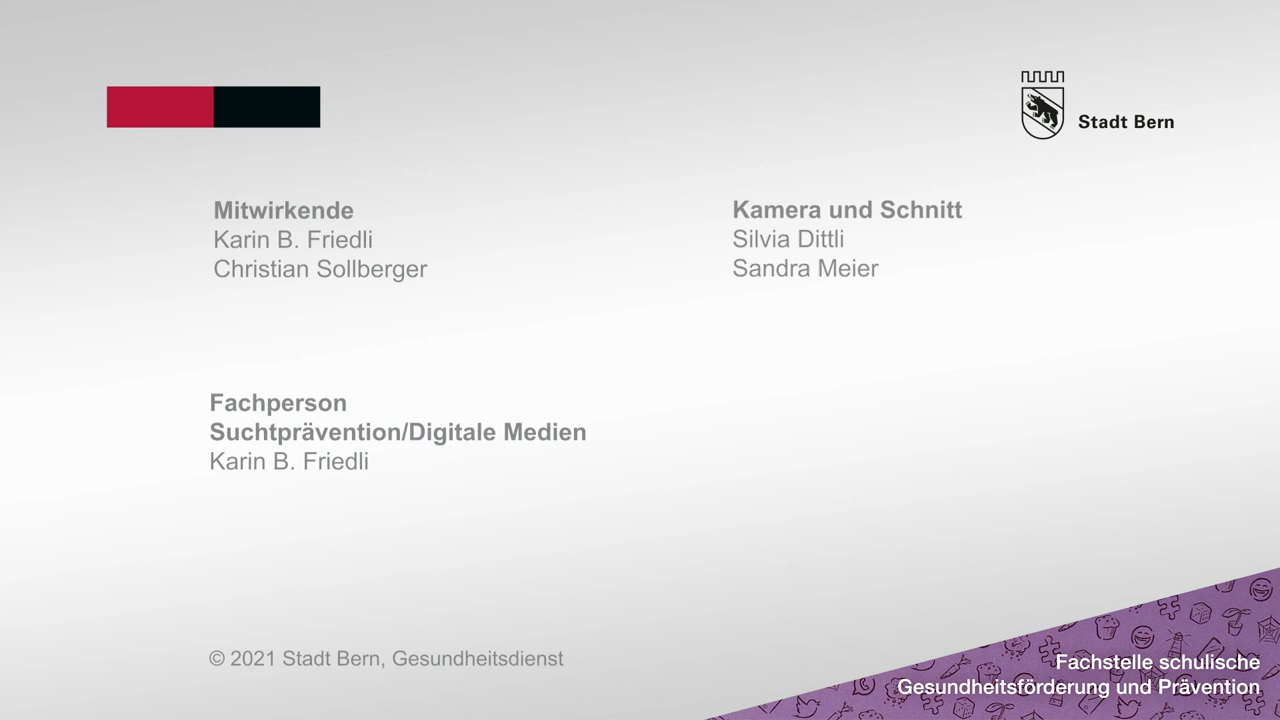 Stadt Bern
Mitwirkende
Karin B. Friedli
Christian Sollberger
Kamera und Schnitt
Silvia Dittli
Sandra Meier
Fachperson
Suchtprävention/Digitale Medien
Karin B. Friedli
© 2021 Stadt Bern, Gesundheitsdienst
Fachstelle schulische
Gesundheitsförderung und Prävention